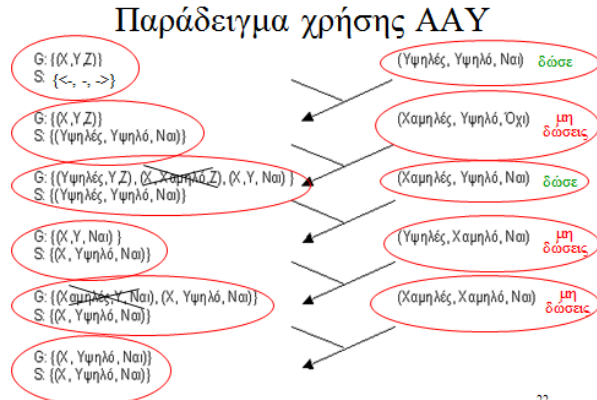 Παράδειγμα χρήσης ΑΑΥ
G: {(X,Y,Z)}
S: {<-, -, ->}
(Υψηλές, Υψηλό, Ναι) δώσε
G: {(X,Y,Z)}
S: {(Υψηλές, Υψηλό, Ναι)}
(Χαμηλές, Υψηλό, Όχι) μη δώσεις
G: {(Υψηλές,Y,Z), (X,Χαμηλό,Z), (X,Y, Ναι) }
S: {(Υψηλές, Υψηλό, Ναι)}
(Χαμηλές, Υψηλό, Ναι) δώσε
G: {(X,Y, Ναι) }
S: {(X, Υψηλό, Ναι)}
(Υψηλές, Χαμηλό, Ναι) μη δώσεις
G: {(Χαμηλές,Y, Ναι), (X, Υψηλό, Ναι)}
S: {(X, Υψηλό, Ναι)}
(Χαμηλές, Χαμηλό, Ναι) μη δώσεις
G: {(X, Υψηλό, Ναι)}
S: {(X, Υψηλό, Ναι)}